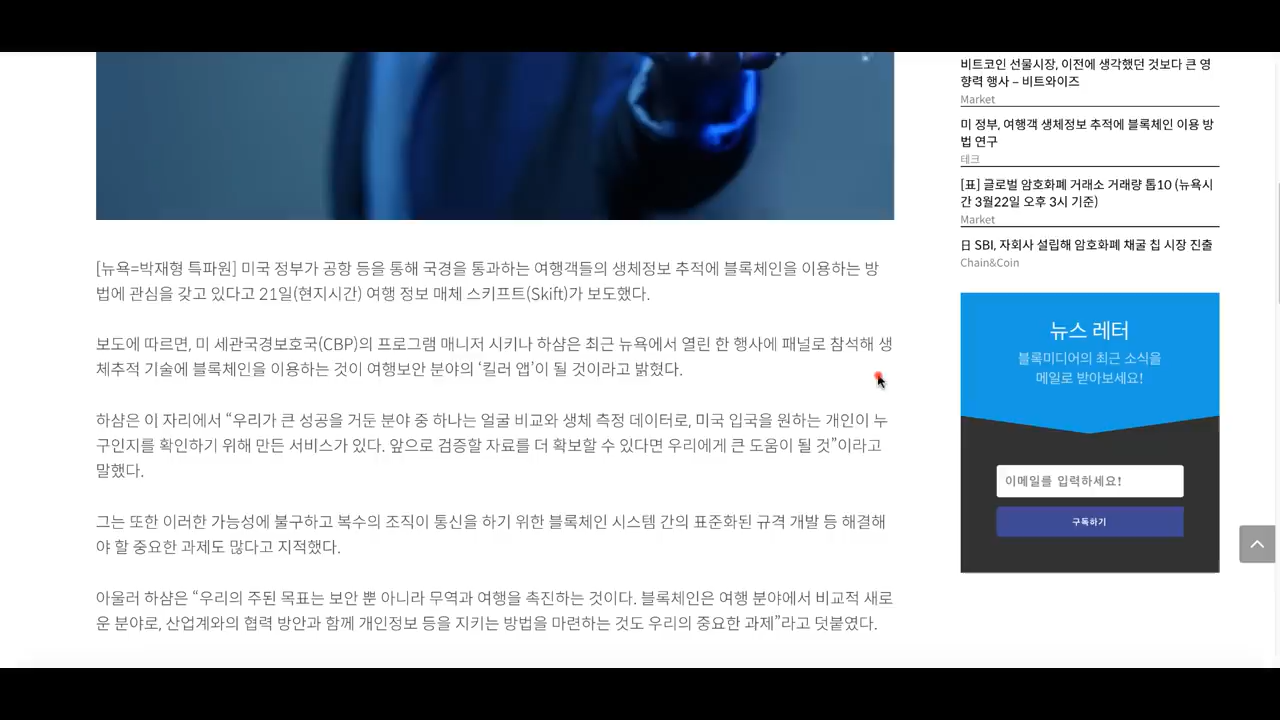 [뉴욕=박재형 특파원] 미국 정부가 공항 등을 통해 국경을 통과하는 여행객들의 생체정보 추적에 블록체인을 이용하는 방
법에 관심을 갖고 있다고 21일(현지시간) 여행 정보 매체 스키프트(Skift)가 보도했다.
보도에 따르면, 미 세관국경보호국(CBP)의 프로그램 매니저 시키나 하샴은 최근 뉴욕에서 열린 한 행사에 패널로 참석해 생
체추적 기술에 블록체인을 이용하는 것이 여행보안 분야의 ‘킬러 앱’이 될 것이라고 밝혔다.
하샴은 이 자리에서 “우리가 큰 성공을 거둔 분야 중 하나는 얼굴 비교와 생체 측정 데이터로, 미국 입국을 원하는 개인이 누
구인지를 확인하기 위해 만든 서비스가 있다. 앞으로 검증할 자료를 더 확보할 수 있다면 우리에게 큰 도움이 될 것”이라고
말했다.
그는 또한 이러한 가능성에 불구하고 복수의 조직이 통신을 하기 위한 블록체인 시스템 간의 표준화된 규격 개발 등 해결해
야 할 중요한 과제도 많다고 지적했다.
아울러 하샴은 “우리의 주된 목표는 보안 뿐 아니라 무역과 여행을 촉진하는 것이다. 블록체인은 여행 분야에서 비교적 새로
운 분야로, 산업계와의 협력 방안과 함께 개인정보 등을 지키는 방법을 마련하는 것도 우리의 중요한 과제”라고 덧붙였다.
비트코인 선물시장, 이전에 생각했던 것보다 큰 영
향력 행사 – 비트와이즈
Market
미 정부, 여행객 생체정보 추적에 블록체인 이용 방
법 연구
테크
[표] 글로벌 암호화폐 거래소 거래량 톱10 (뉴욕시
간 3월22일 오후 3시 기준)
Market
日 SBI, 자회사 설립해 암호화폐 채굴 칩 시장 진출
Chain&Coin
뉴스 레터
블록미디어의 최근 소식을
메일로 받아보세요!
이메일를 입력하세요!
구독하기